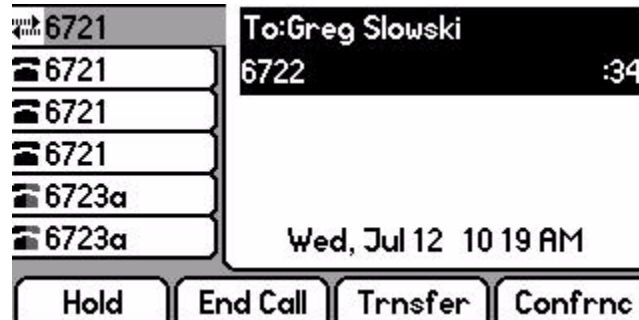 6721
6721
6721
6721
6723a
6723a
To:Greg Slowski
6722 :34
Wed, Jul 12 10 19 AM
Hold End Call Trnsfer Confrnc